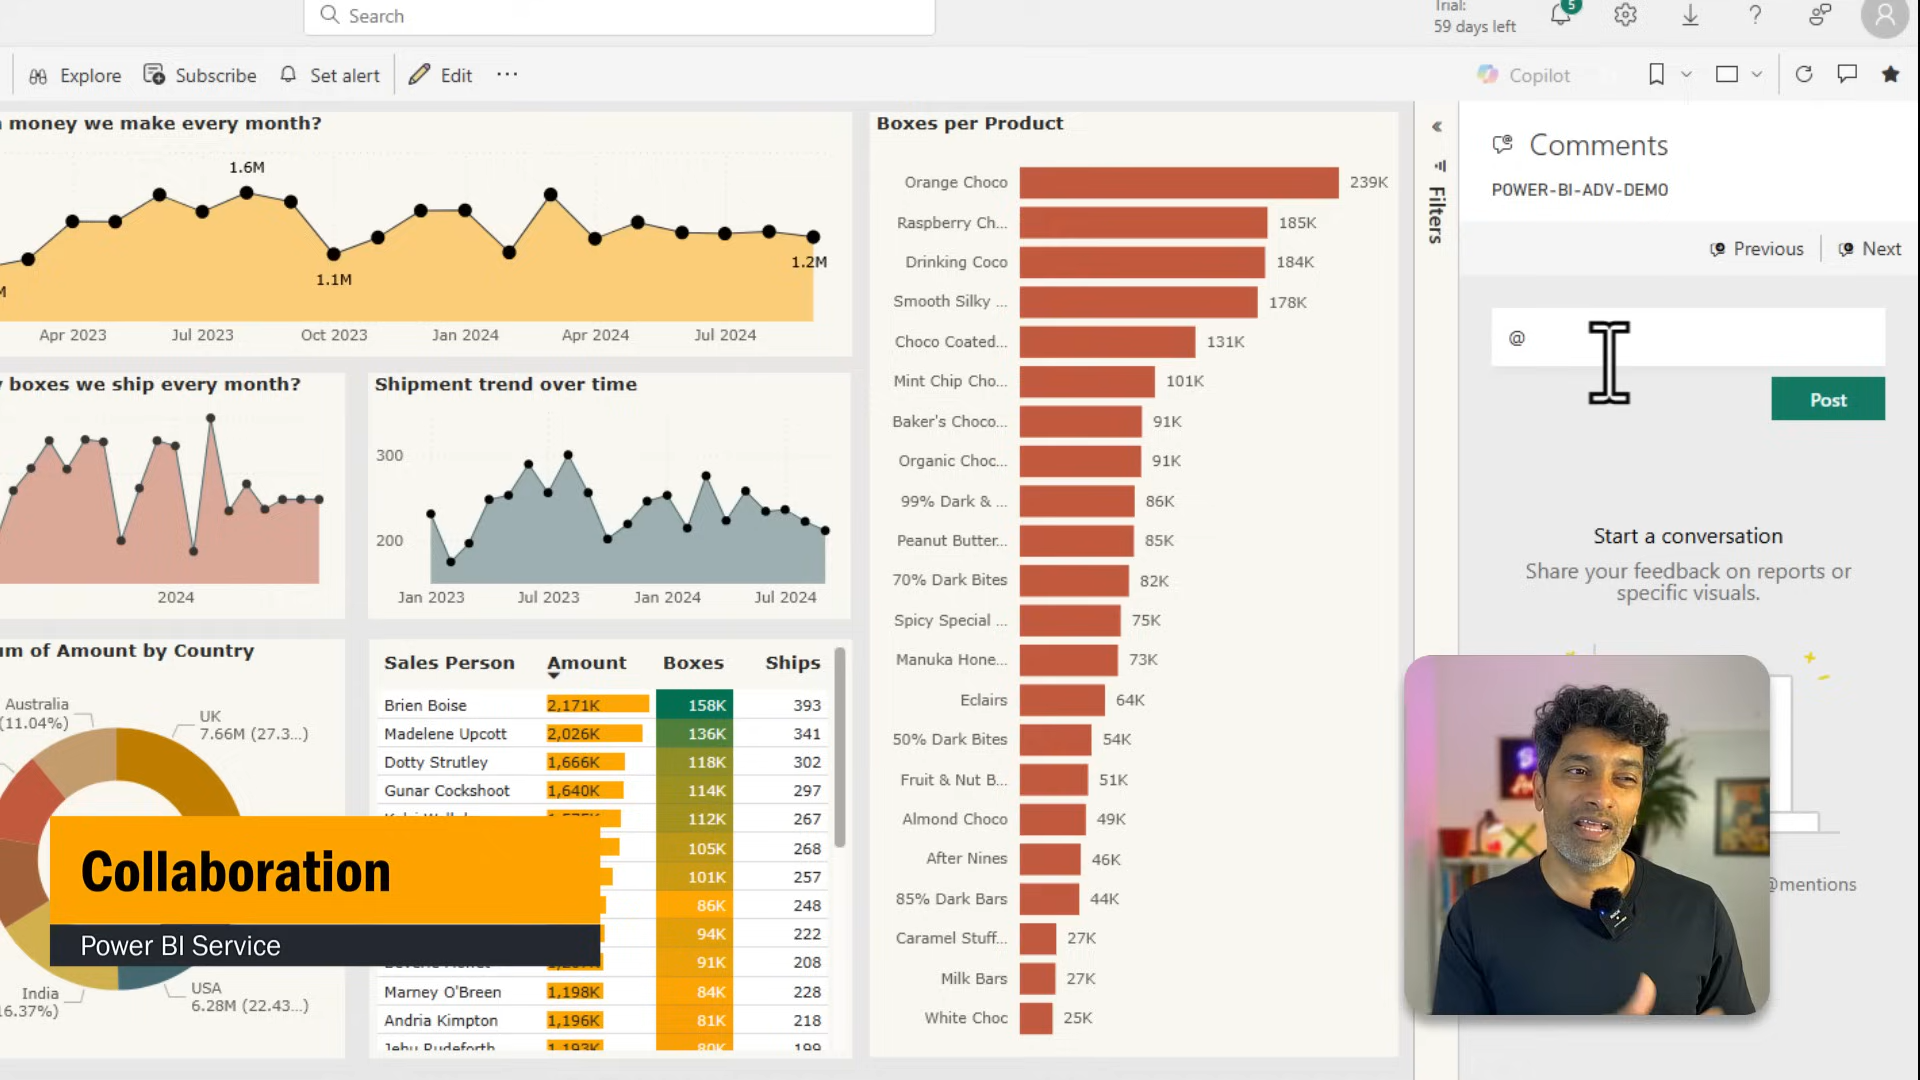 Search
Trial:
59 days left
5
Explore
Subscribe
Set alert
Edit
Copilot
money we make every month?
1.6M
1.1M
1.2M
M
Apr 2023
Jul 2023
Oct 2023
Jan 2024
Apr 2024
Jul 2024
boxes we ship every month?
2024
Shipment trend over time
300
200
Jan 2023
Jul 2023
Jan 2024
Jul 2024
um of Amount by Country
Australia
(11.04%)
UK
7.66M (27.3...)
India
16.37%)
USA
6.28M (22.43...)
Sales Person Amount Boxes Ships
Brien Boise 2,171K 158K 393
Madelene Upcott 2,026K 136K 341
Dotty Strutley 1,666K 118K 302
Gunar Cockshoot 1,640K 114K 297
112K 267
105K 268
101K 257
86K 248
94K 222
91K 208
Marney O'Breen 1,198K 84K 228
Andria Kimpton 1,196K 81K 218
Jehu Rudeforth 1,193K 80K 199
Boxes per Product
Orange Choco 239K
Raspberry Ch... 185K
Drinking Coco 184K
Smooth Silky ... 178K
Choco Coated... 131K
Mint Chip Cho... 101K
Baker's Choco... 91K
Organic Choc... 91K
99% Dark & ... 86K
Peanut Butter... 85K
70% Dark Bites 82K
Spicy Special ... 75K
Manuka Hone... 73K
Eclairs 64K
50% Dark Bites 54K
Fruit & Nut B... 51K
Almond Choco 49K
After Nines 46K
85% Dark Bars 44K
Caramel Stuff... 27K
Milk Bars 27K
White Choc 25K
Filters
Comments
POWER-BI-ADV-DEMO
Previous
Next
@
Post
Start a conversation
Share your feedback on reports or
specific visuals.
@mentions
Collaboration
Power BI Service